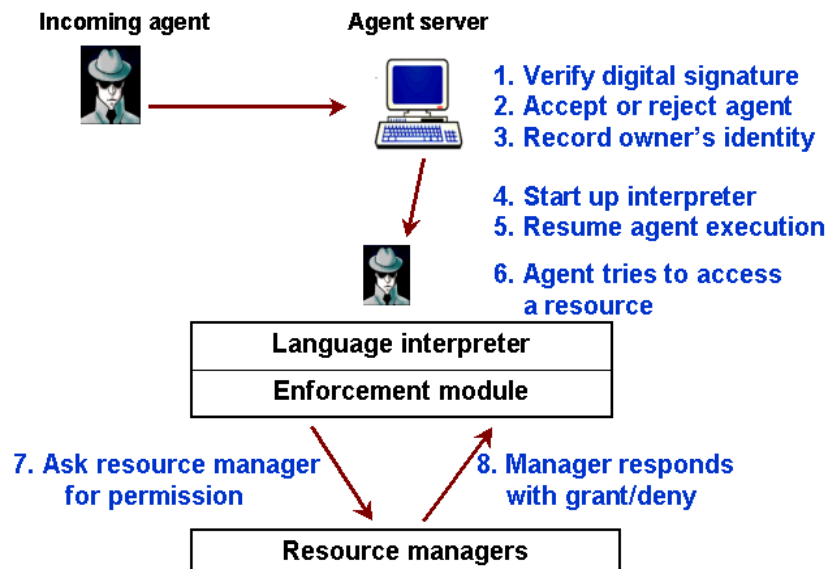 Incoming agent
Agent server
1. Verify digital signature
2. Accept or reject agent
3. Record owner's identity
4. Start up interpreter
5. Resume agent execution
6. Agent tries to access
a resource
Language interpreter
Enforcement module
7. Ask resource manager
for permission
8. Manager responds
with grant/deny
Resource managers